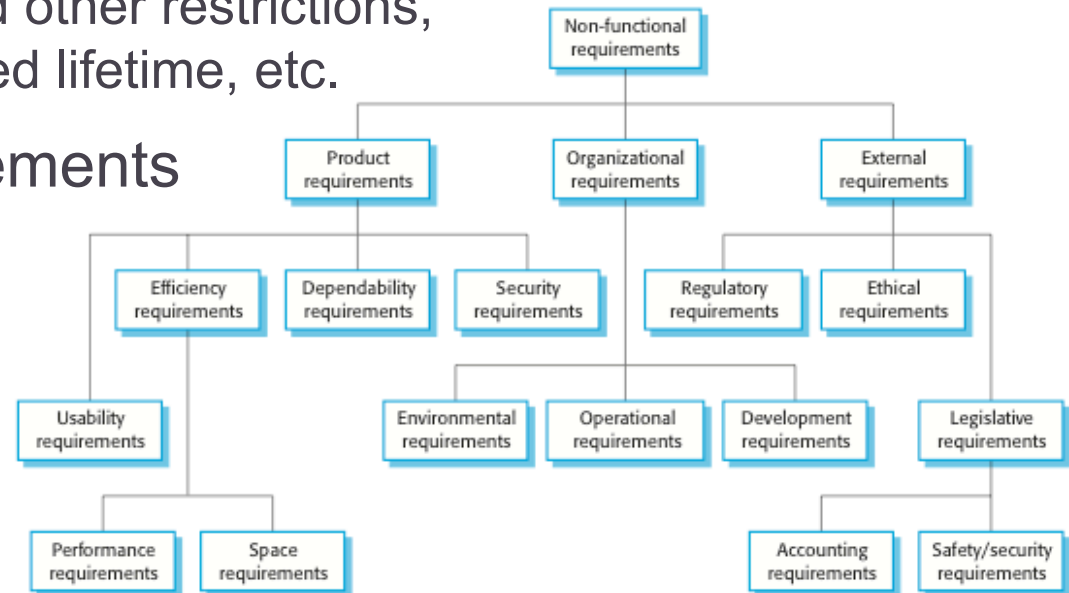 d other restrictions,
ed lifetime, etc.
ements
Non-functional
requirements
Product
requirements
Organizational
requirements
External
requirements
Efficiency
requirements
Dependability
requirements
Security
requirements
Regulatory
requirements
Ethical
requirements
Usability
requirements
Environmental
requirements
Operational
requirements
Development
requirements
Legislative
requirements
Performance
requirements
Space
requirements
Accounting
requirements
Safety/security
requirements